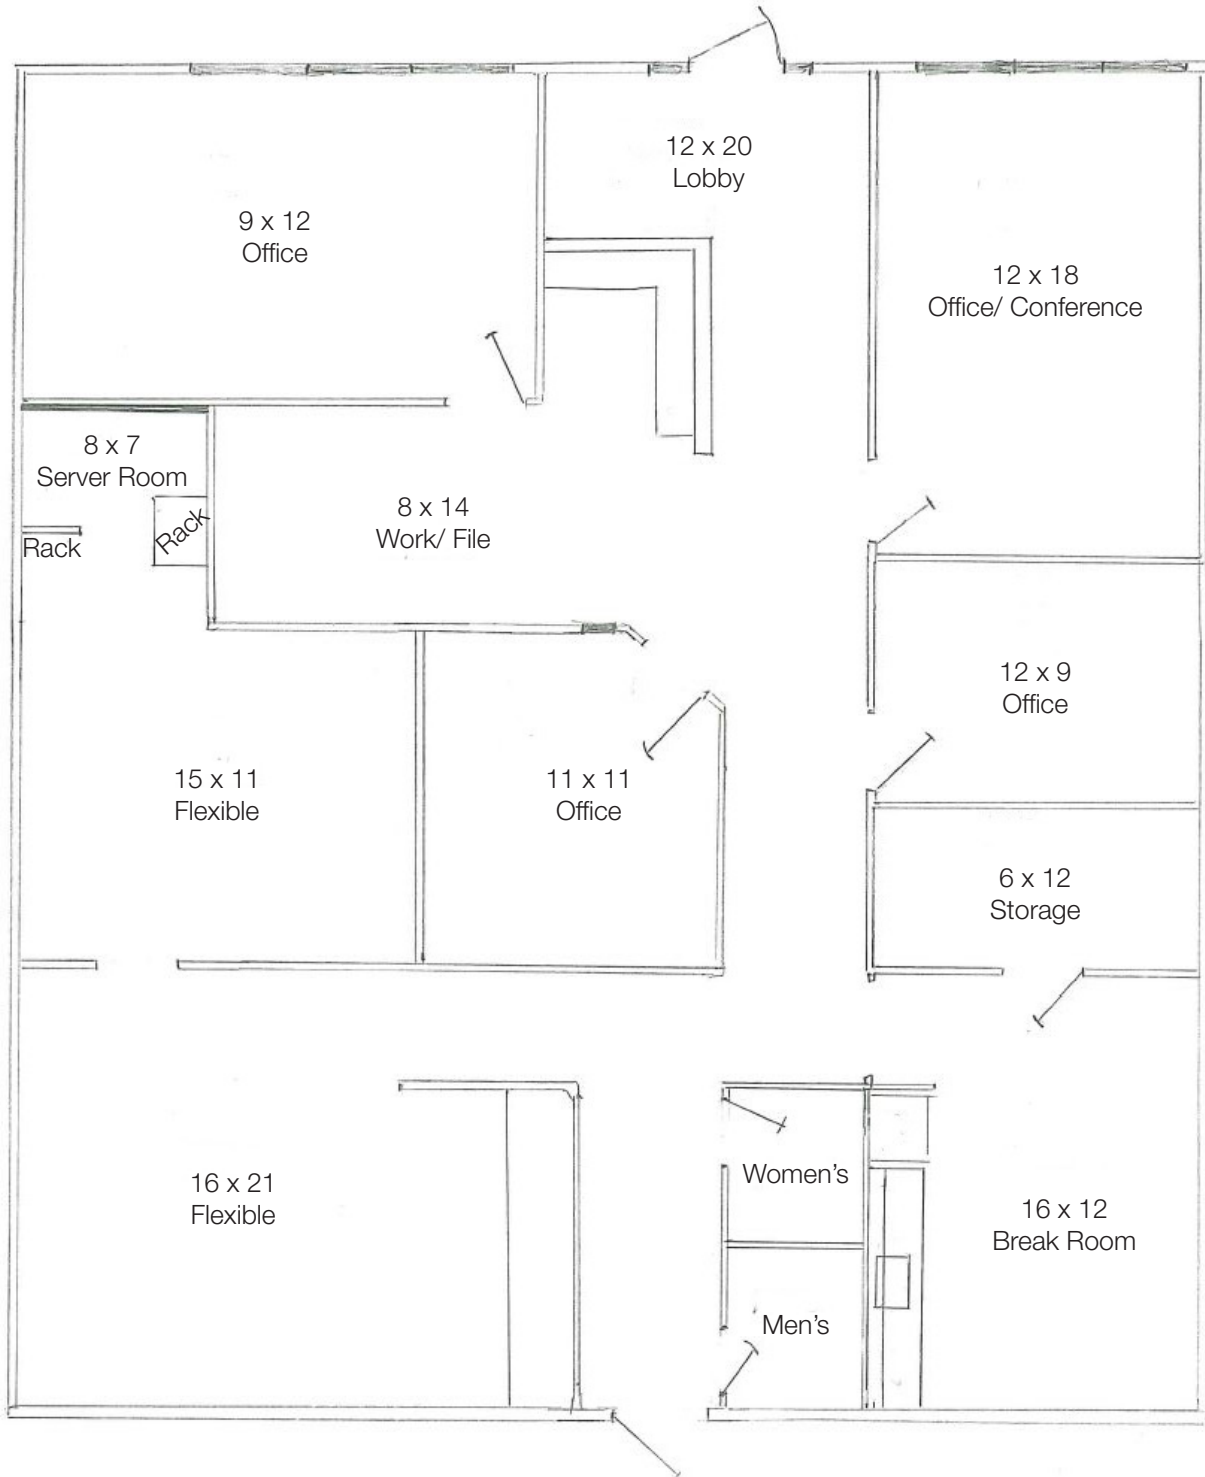 12 x 20
Lobby
9 x 12
Office
12 x 18
Office/ Conference
8 x 7
Server Room
Rack
Rack
8 x 14
Work/ File
12 x 9
Office
15 x 11
Flexible
11 x 11
Office
6 x 12
Storage
16 x 21
Flexible
Women's
Men's
16 x 12
Break Room